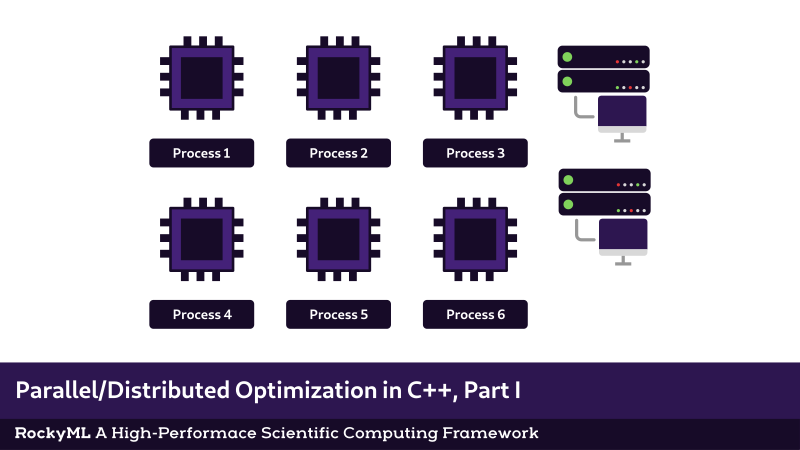 Process 1
Process 2
Process 3
Process 4
Process 5
Process 6
Parallel/Distributed Optimization in C++, Part I
RockyML A High-Performace Scientific Computing Framework